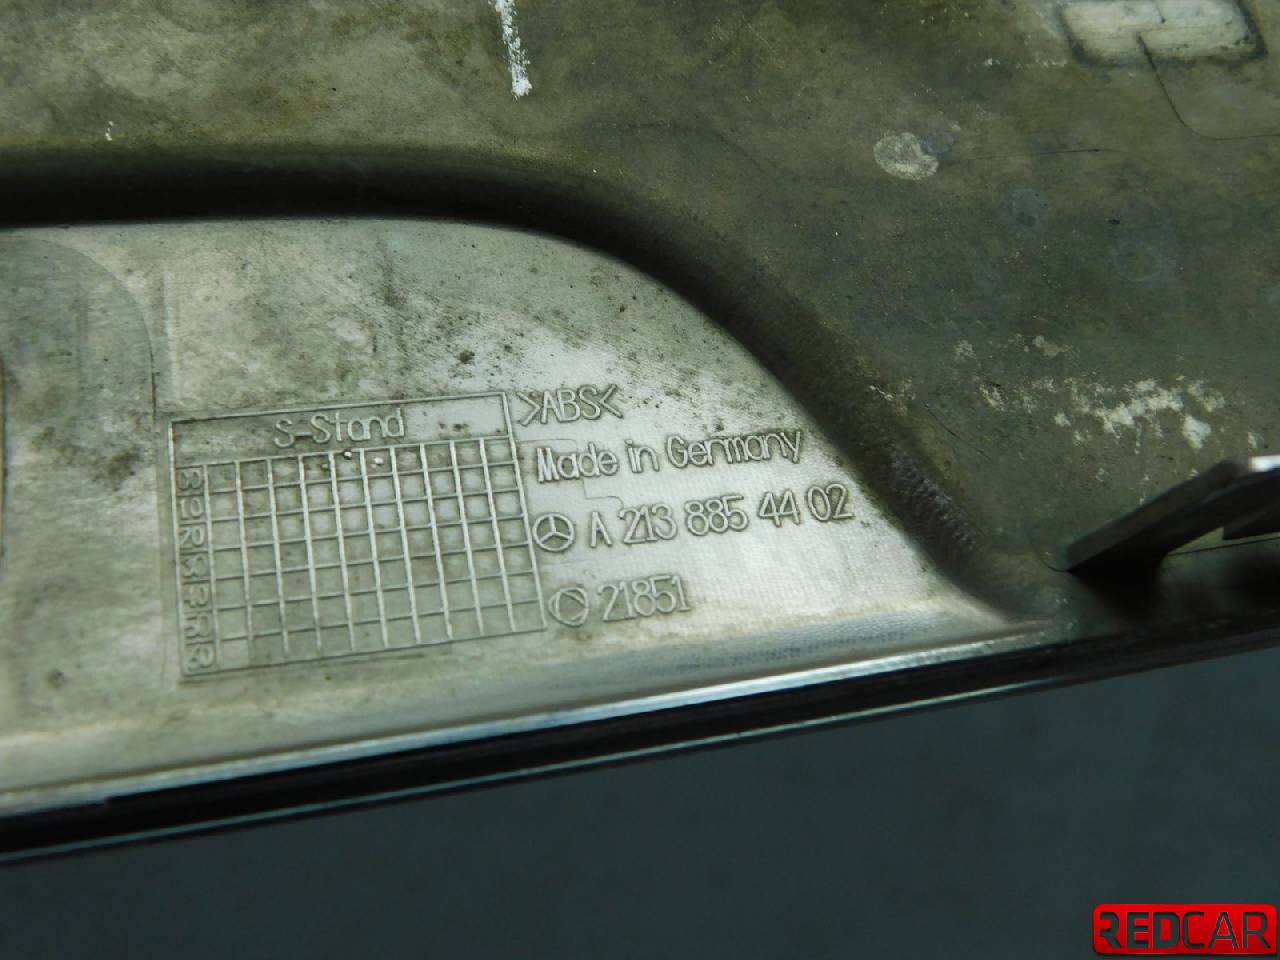 >ABS<
S-Stand
Made in Germany
A 213 885 44 02
21851
REDCAR